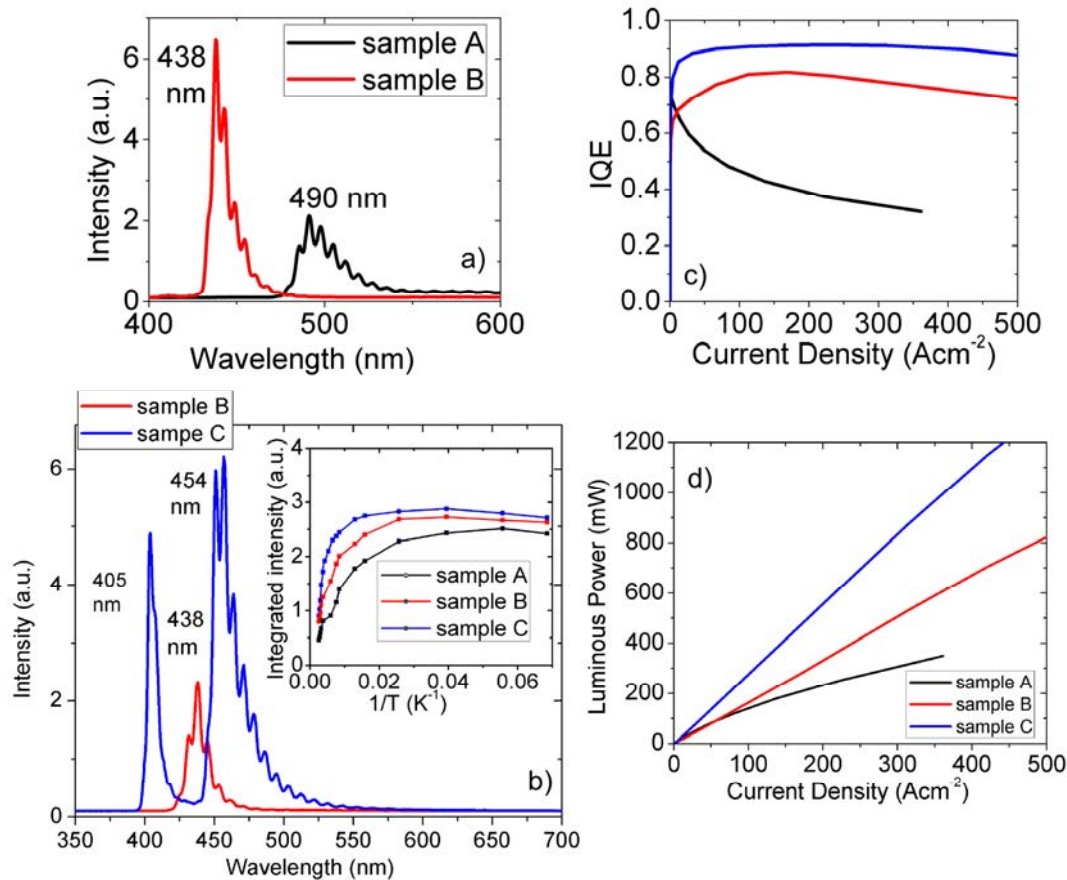 sample A
sample B
438
nm
490 nm
a)
Intensity (a.u.)
6
4
2
0
400
500
600
Wavelength (nm)
1.0
0.8
0.6
0.4
0.2
0.0
IQE
c)
0
100
200
300
400
500
Current Density (Acm-2)
sample B
sampe C
6
4
2
0
Intensity (a.u.)
405
nm
438
nm
454
nm
4
3
2
1
0
Integrated intensity (a.u.)
sample A
sample B
sample C
0.00
0.02
0.04
0.06
1/T (K-1)
b)
350
400
450
500
550
600
650
700
Wavelength (nm)
1200
1000
800
600
400
200
0
Luminous Power (mW)
d)
sample A
sample B
sample C
0
100
200
300
400
500
Current Density (Acm-2)